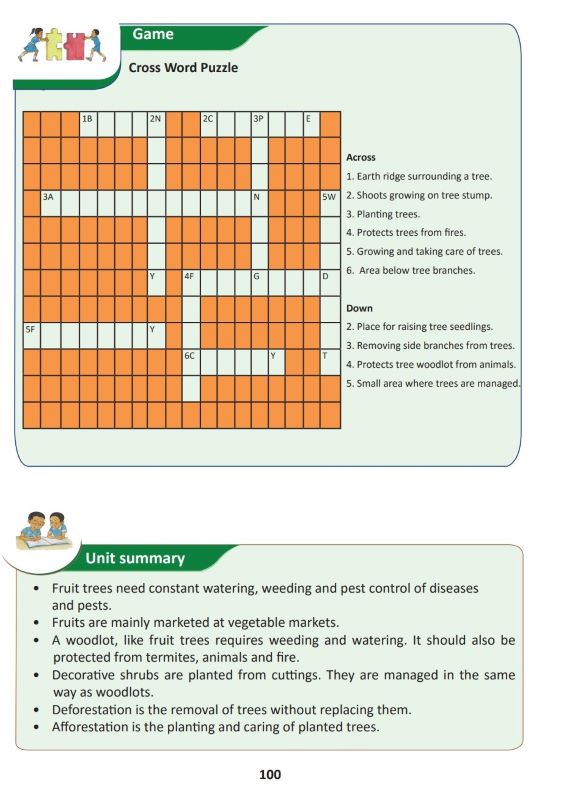 Game
Cross Word Puzzle
1B 2N 2C 3P E
3A N 5W
Y 4F G D
5F Y
6C Y T
Across
1. Earth ridge surrounding a tree.
2. Shoots growing on tree stump.
3. Planting trees.
4. Protects trees from fires.
5. Growing and taking care of trees.
6. Area below tree branches.
Down
2. Place for raising tree seedlings.
3. Removing side branches from trees.
4. Protects tree woodlot from animals.
5. Small area where trees are managed.
Unit summary
• Fruit trees need constant watering, weeding and pest control of diseases
and pests.
• Fruits are mainly marketed at vegetable markets.
• A woodlot, like fruit trees requires weeding and watering. It should also be
protected from termites, animals and fire.
• Decorative shrubs are planted from cuttings. They are managed in the same
way as woodlots.
• Deforestation is the removal of trees without replacing them.
• Afforestation is the planting and caring of planted trees.
100